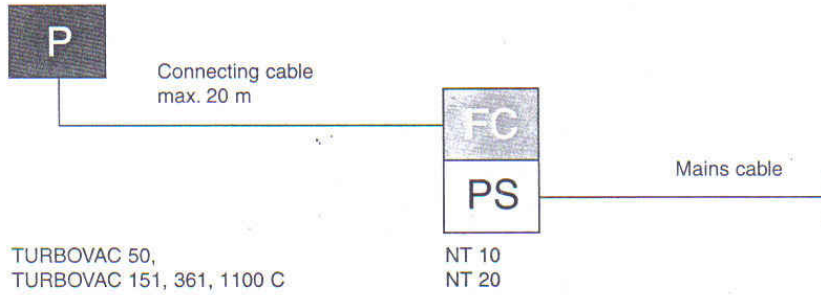 P
Connecting cable
max. 20 m
FC
PS
Mains cable
TURBOVAC 50,
TURBOVAC 151, 361, 1100 C
NT 10
NT 20